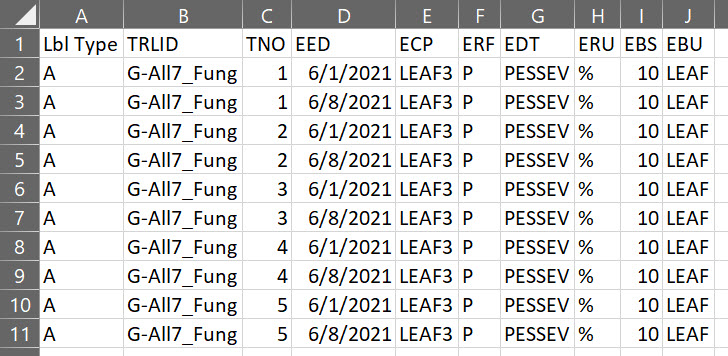 A B C D E F G H I J
1 Lbl Type TRLID TNO EED ECP ERF EDT ERU EBS EBU
2 A G-All7_Fung 1 6/1/2021 LEAF3 P PESSEV % 10 LEAF
3 A G-All7_Fung 1 6/8/2021 LEAF3 P PESSEV % 10 LEAF
4 A G-All7_Fung 2 6/1/2021 LEAF3 P PESSEV % 10 LEAF
5 A G-All7_Fung 2 6/8/2021 LEAF3 P PESSEV % 10 LEAF
6 A G-All7_Fung 3 6/1/2021 LEAF3 P PESSEV % 10 LEAF
7 A G-All7_Fung 3 6/8/2021 LEAF3 P PESSEV % 10 LEAF
8 A G-All7_Fung 4 6/1/2021 LEAF3 P PESSEV % 10 LEAF
9 A G-All7_Fung 4 6/8/2021 LEAF3 P PESSEV % 10 LEAF
10 A G-All7_Fung 5 6/1/2021 LEAF3 P PESSEV % 10 LEAF
11 A G-All7_Fung 5 6/8/2021 LEAF3 P PESSEV % 10 LEAF